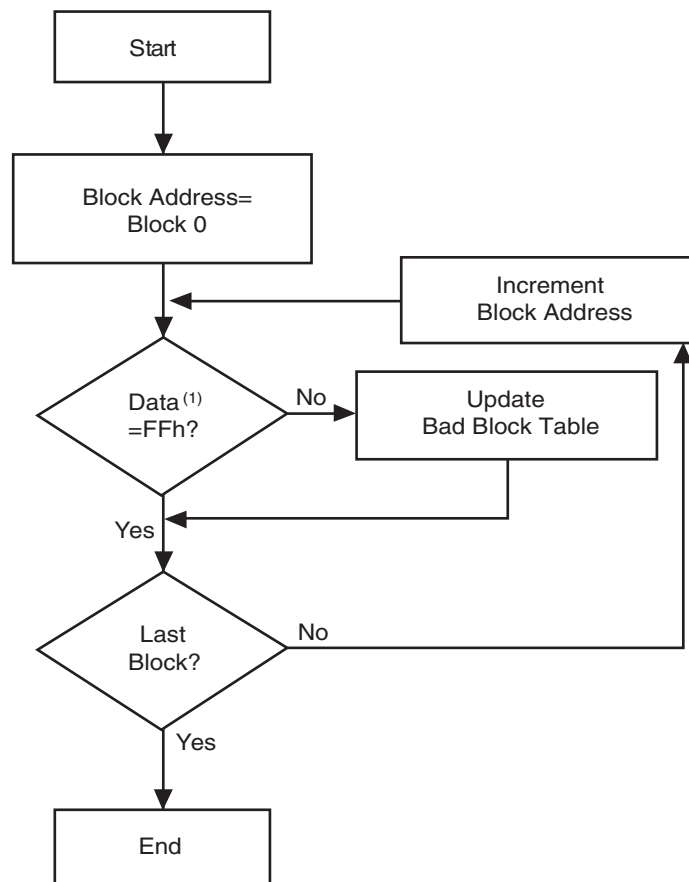 Start
Block Address=
Block 0
Increment
Block Address
Data(1)
=FFh?
No
Update
Bad Block Table
Yes
Last
Block?
No
Yes
End